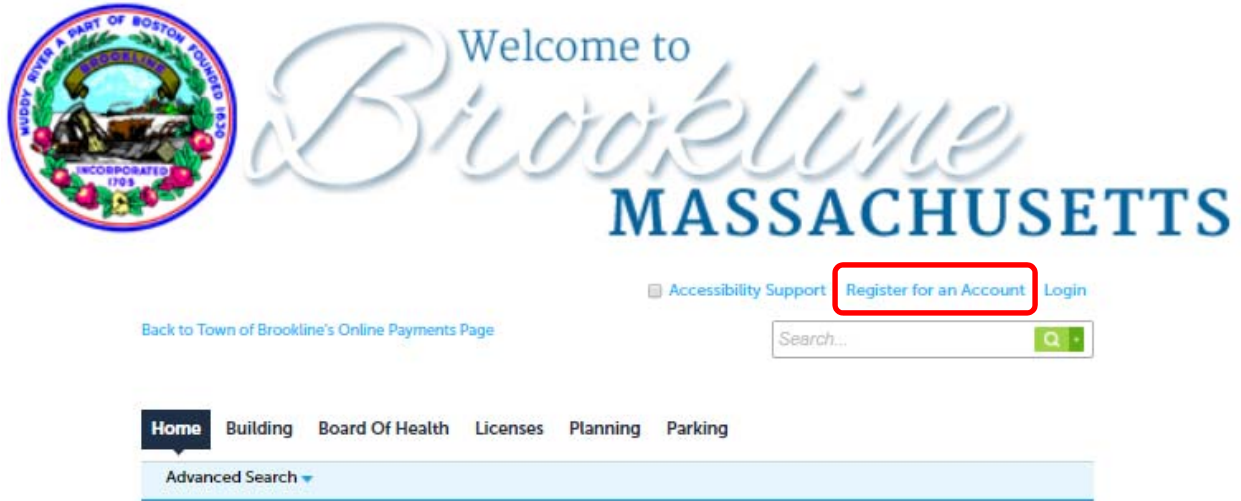 MUDDY RIVER A PART OF BOSTON FOUNDED 1630
BROOKLINE
INCORPORATED
1705
Welcome to
Brookline
MASSACHUSETTS
Accessibility Support Register for an Account Login
Back to Town of Brookline's Online Payments Page
Search...
Home Building Board Of Health Licenses Planning Parking
Advanced Search